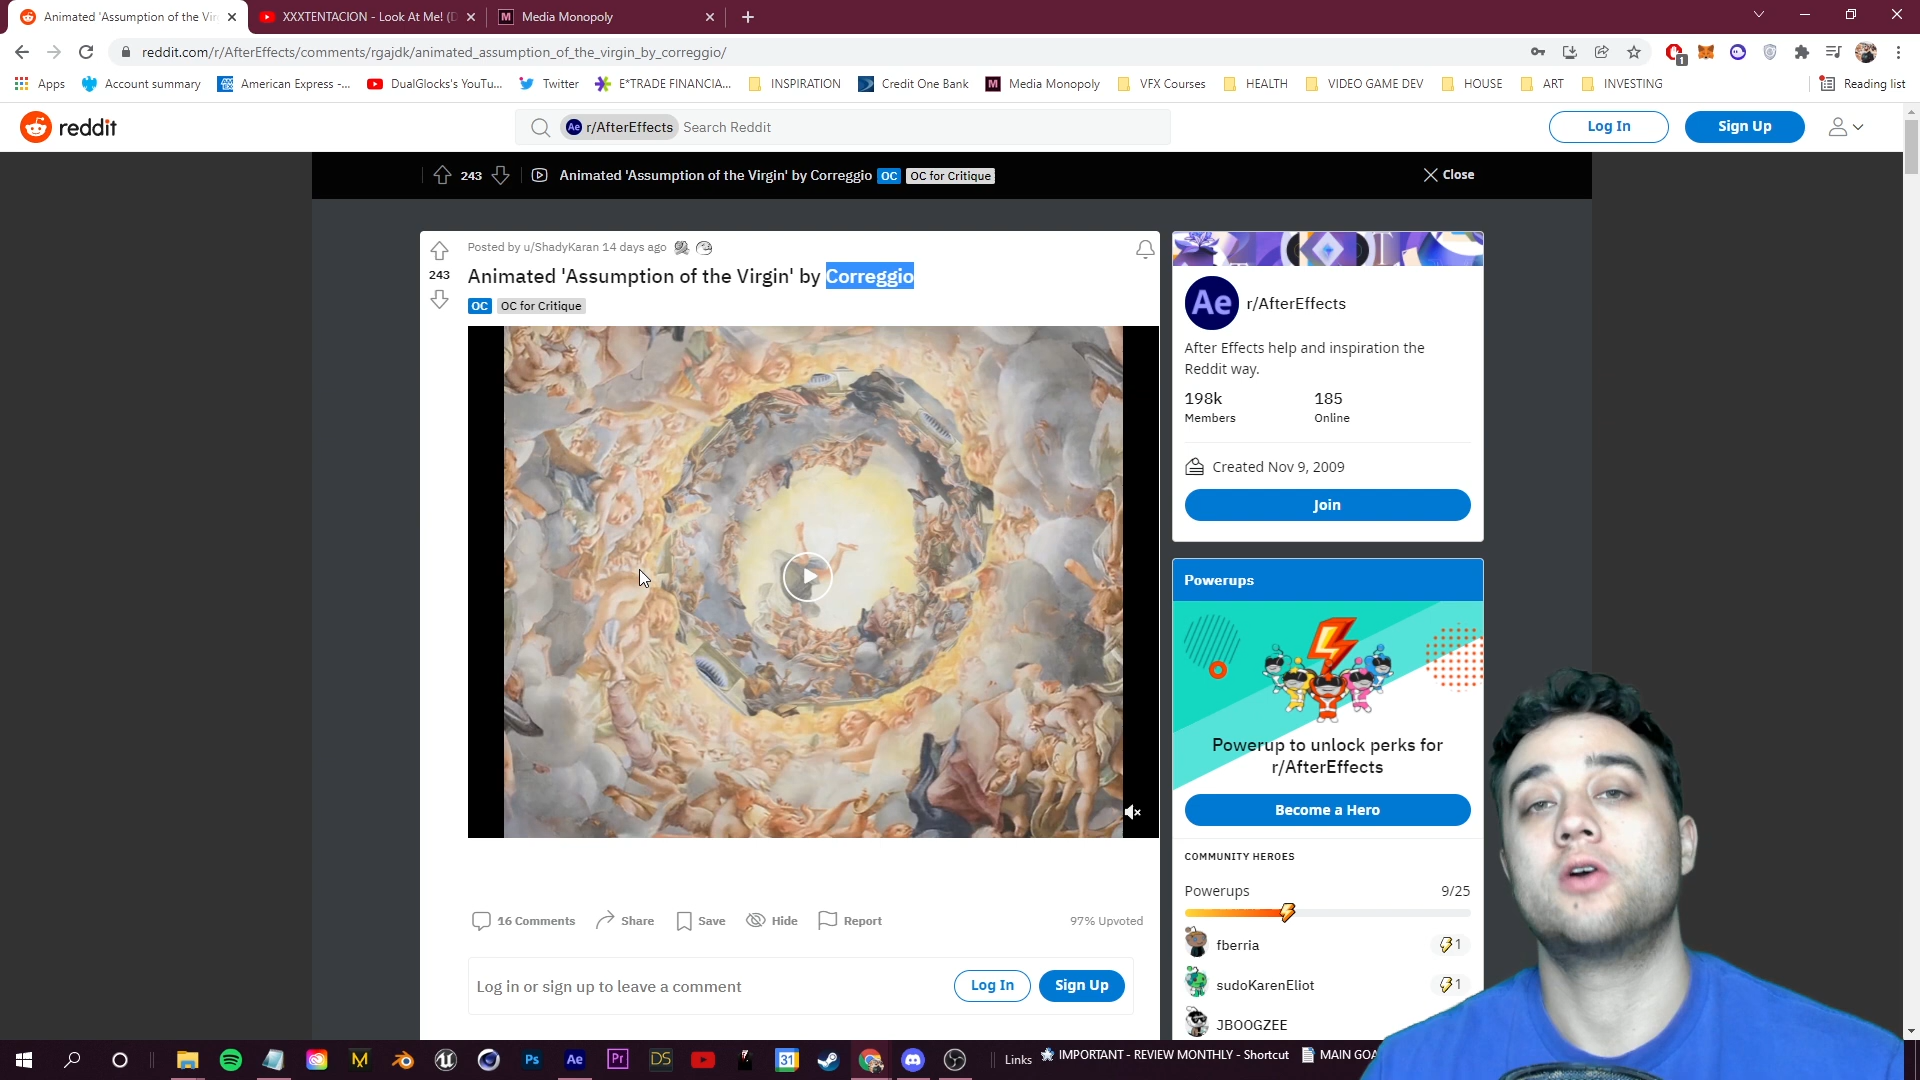 Animated 'Assumption of the Vir
XXXTENTACION - Look At Me! (D
M Media Monopoly
reddit.com/r/AfterEffects/comments/rgajdk/animated_assumption_of_the_virgin_by_correggio/
1
Apps Account summary American Express -... DualGlocks's YouTu... Twitter E*TRADE FINANCIA... INSPIRATION Credit One Bank M Media Monopoly VFX Courses HEALTH VIDEO GAME DEV HOUSE ART INVESTING Reading list
reddit Ae r/AfterEffects Search Reddit Log In Sign Up
243 Animated 'Assumption of the Virgin' by Correggio OC OC for Critique Close
Posted by u/ShadyKaran 14 days ago
243
Animated 'Assumption of the Virgin' by Correggio
OC OC for Critique
16 Comments Share Save Hide Report 97% Upvoted
Log in or sign up to leave a comment Log In Sign Up
Ae r/AfterEffects
After Effects help and inspiration the
Reddit way.
198k 185
Members Online
Created Nov 9, 2009
Join
Powerups
Powerup to unlock perks for
r/AfterEffects
Become a Hero
COMMUNITY HEROES
Powerups 9/25
fberria 1
sudoKarenEliot 1
JBOOGZEE
M Ps Ae Pr DS 31 Links IMPORTANT - REVIEW MONTHLY - Shortcut MAIN GOA